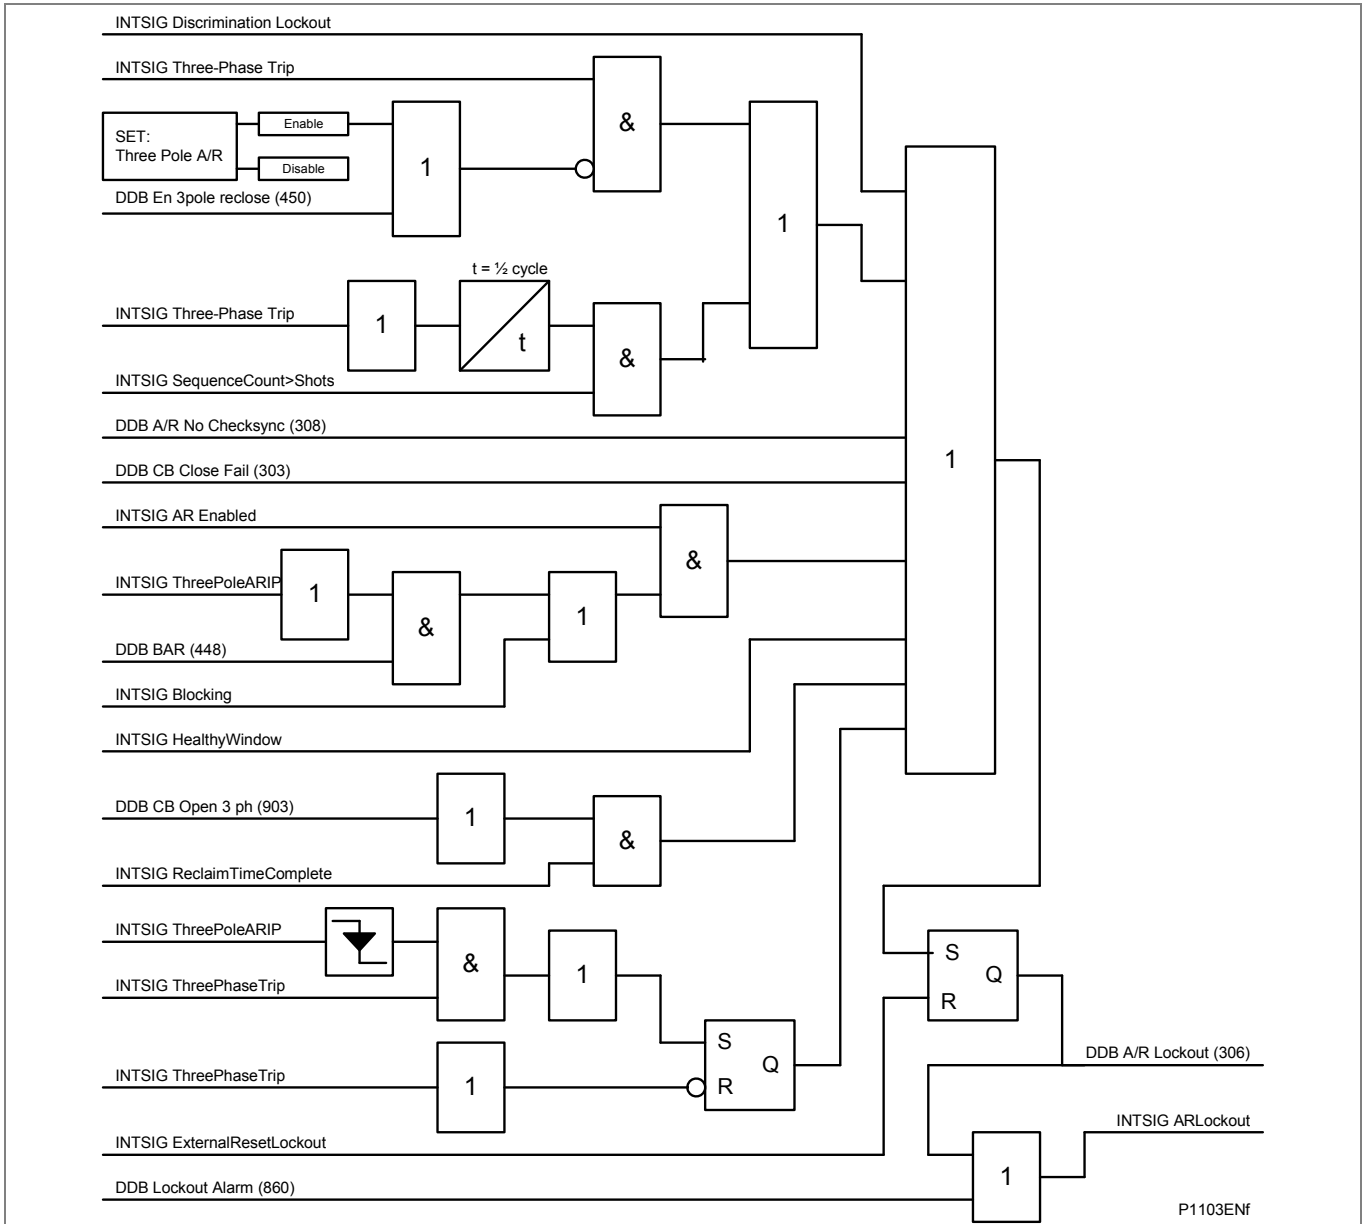 INTSIG Discrimination Lockout
INTSIG Three-Phase Trip
&
Enable
SET:
Three Pole A/R
1
Disable
DDB En 3pole reclose (450)
1
t = ½ cycle
INTSIG Three-Phase Trip
1
t
&
INTSIG SequenceCount>Shots
DDB A/R No Checksync (308)
1
DDB CB Close Fail (303)
INTSIG AR Enabled
&
INTSIG ThreePoleARIP
1
&
1
DDB BAR (448)
INTSIG Blocking
INTSIG HealthyWindow
DDB CB Open 3 ph (903)
1
&
INTSIG ReclaimTimeComplete
INTSIG ThreePoleARIP
&
1
S
Q
R
INTSIG ThreePhaseTrip
S
Q
R
INTSIG ThreePhaseTrip
1
DDB A/R Lockout (306)
INTSIG ARLockout
INTSIG ExternalResetLockout
1
DDB Lockout Alarm (860)
P1103ENf